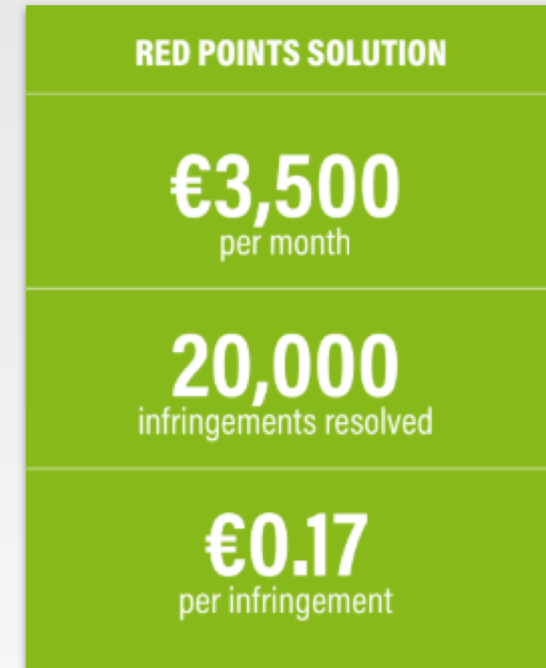 RED POINTS SOLUTION
€3,500
per month
20,000
infringements resolved
€0.17
per infringement